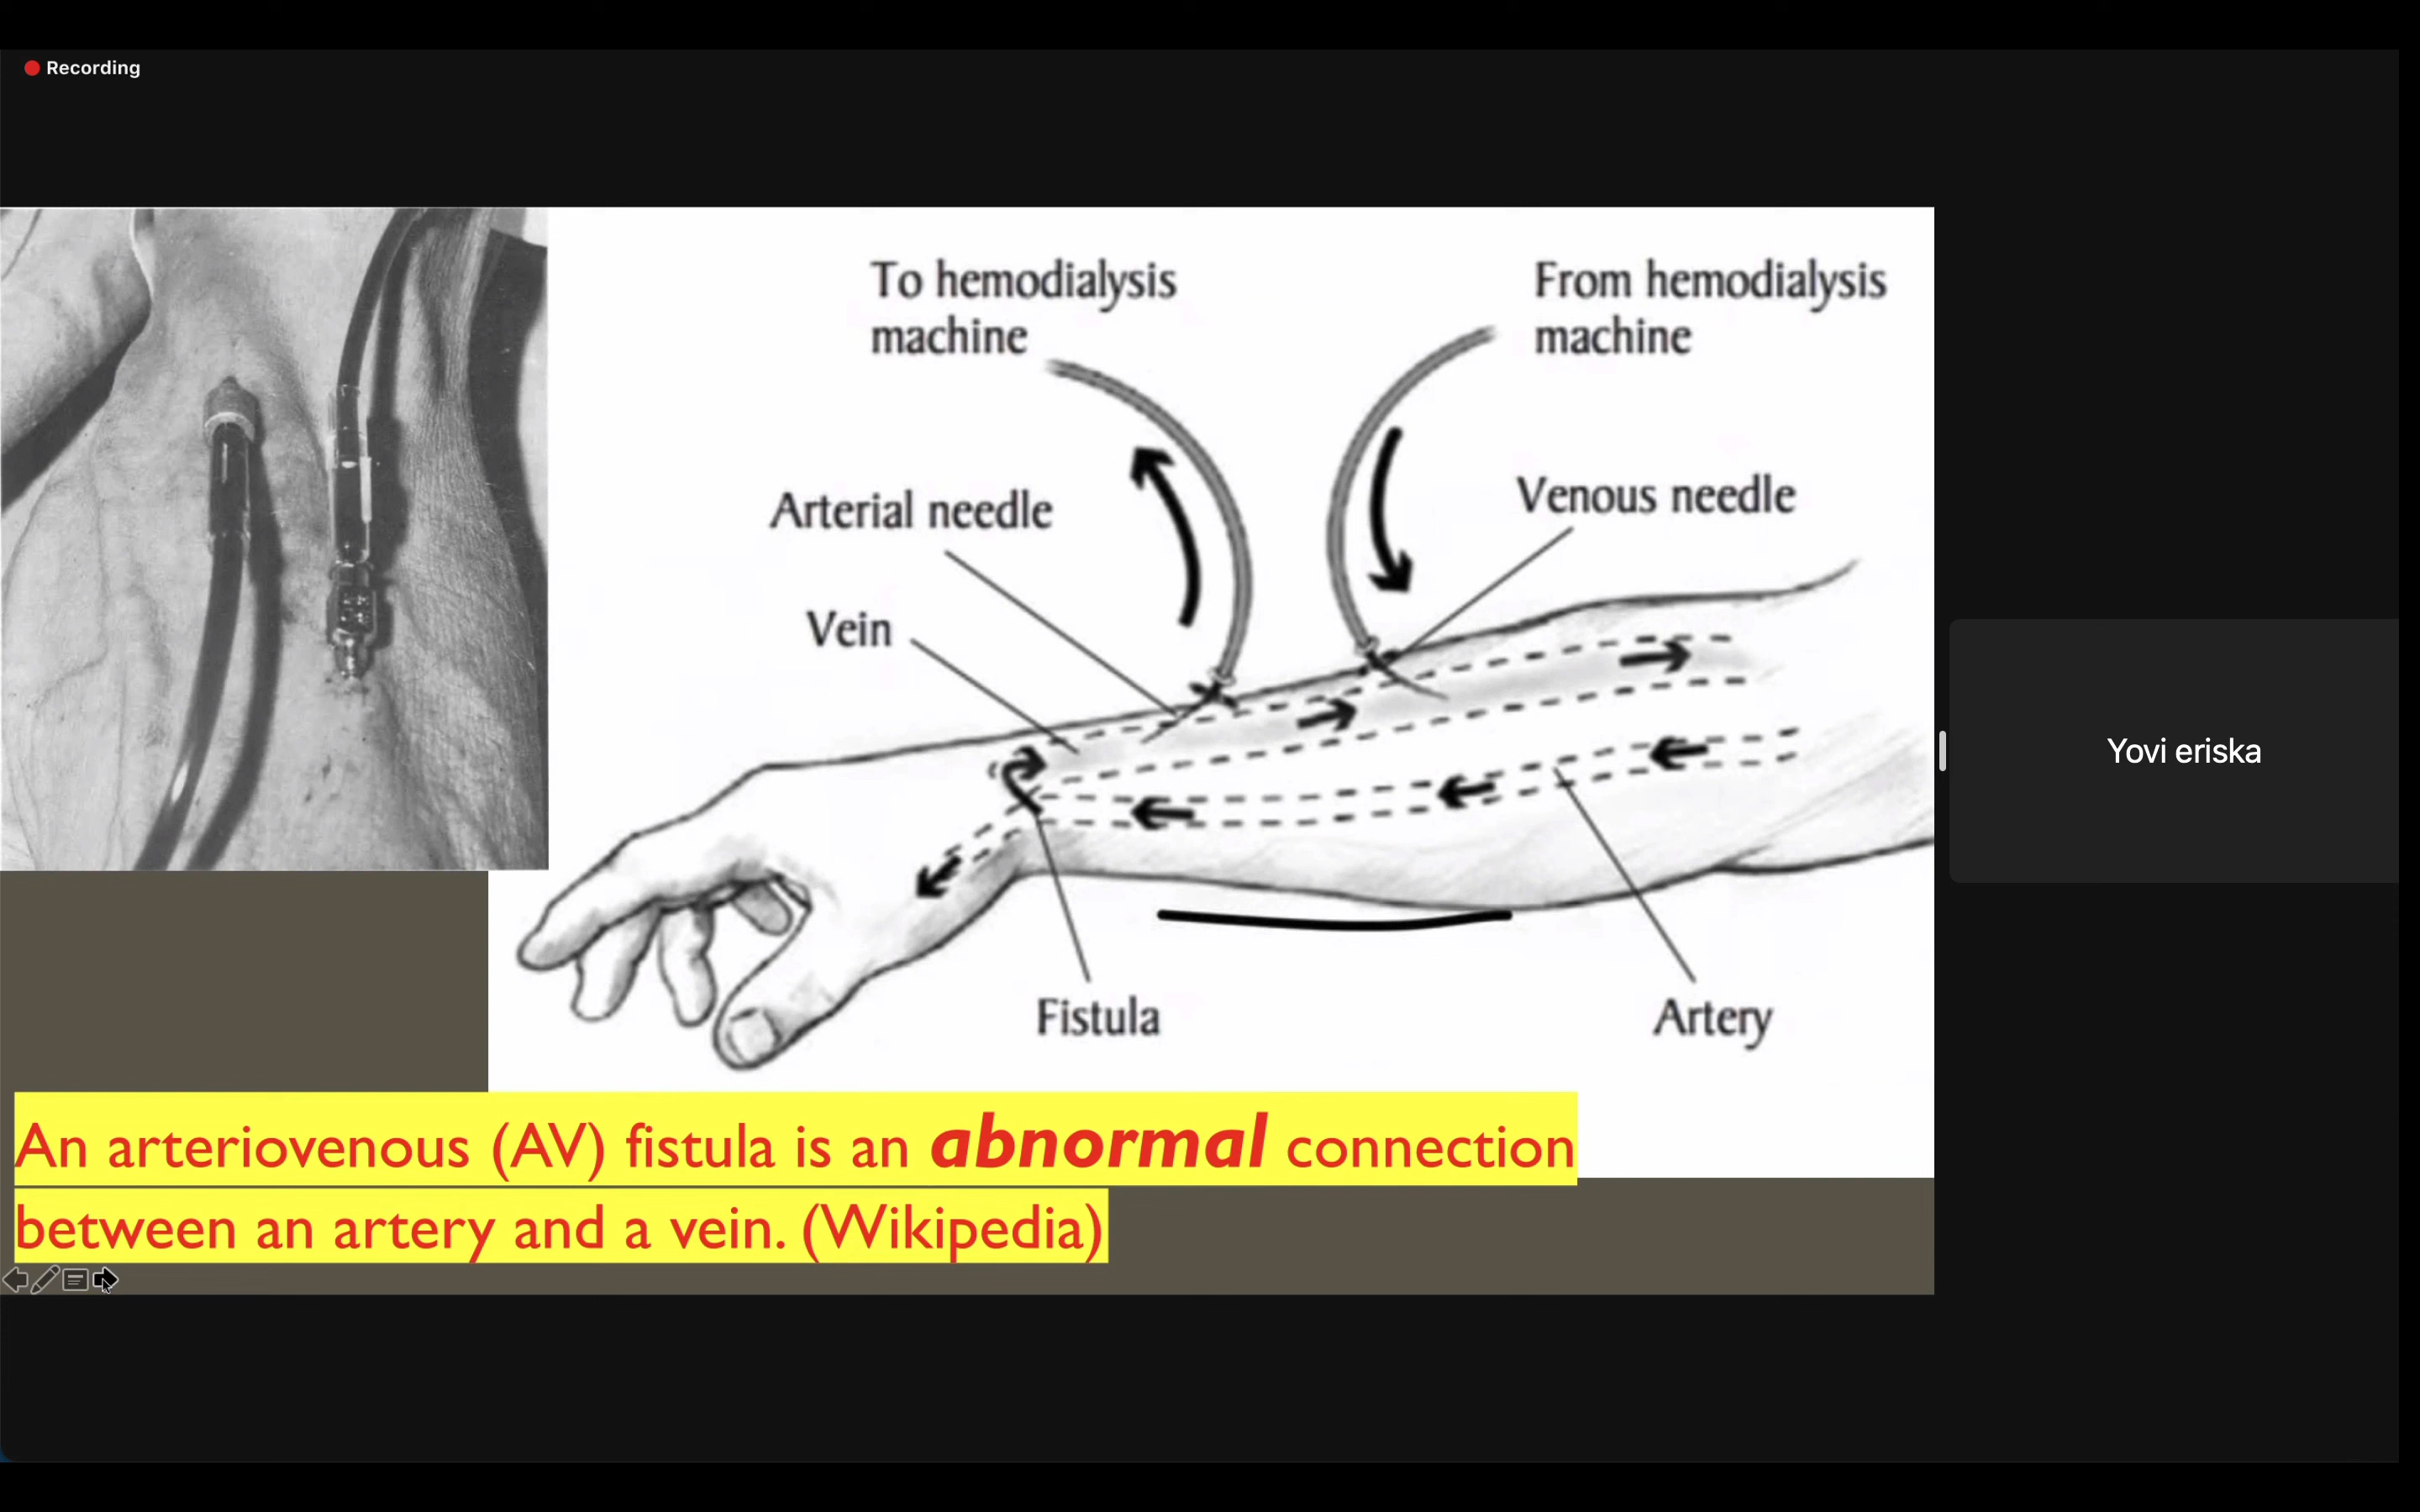 Recording
To hemodialysis
machine
From hemodialysis
machine
Arterial needle
Venous needle
Vein
Fistula
Artery
An arteriovenous (AV) fistula is an abnormal connection
between an artery and a vein. (Wikipedia)
Yovi eriska